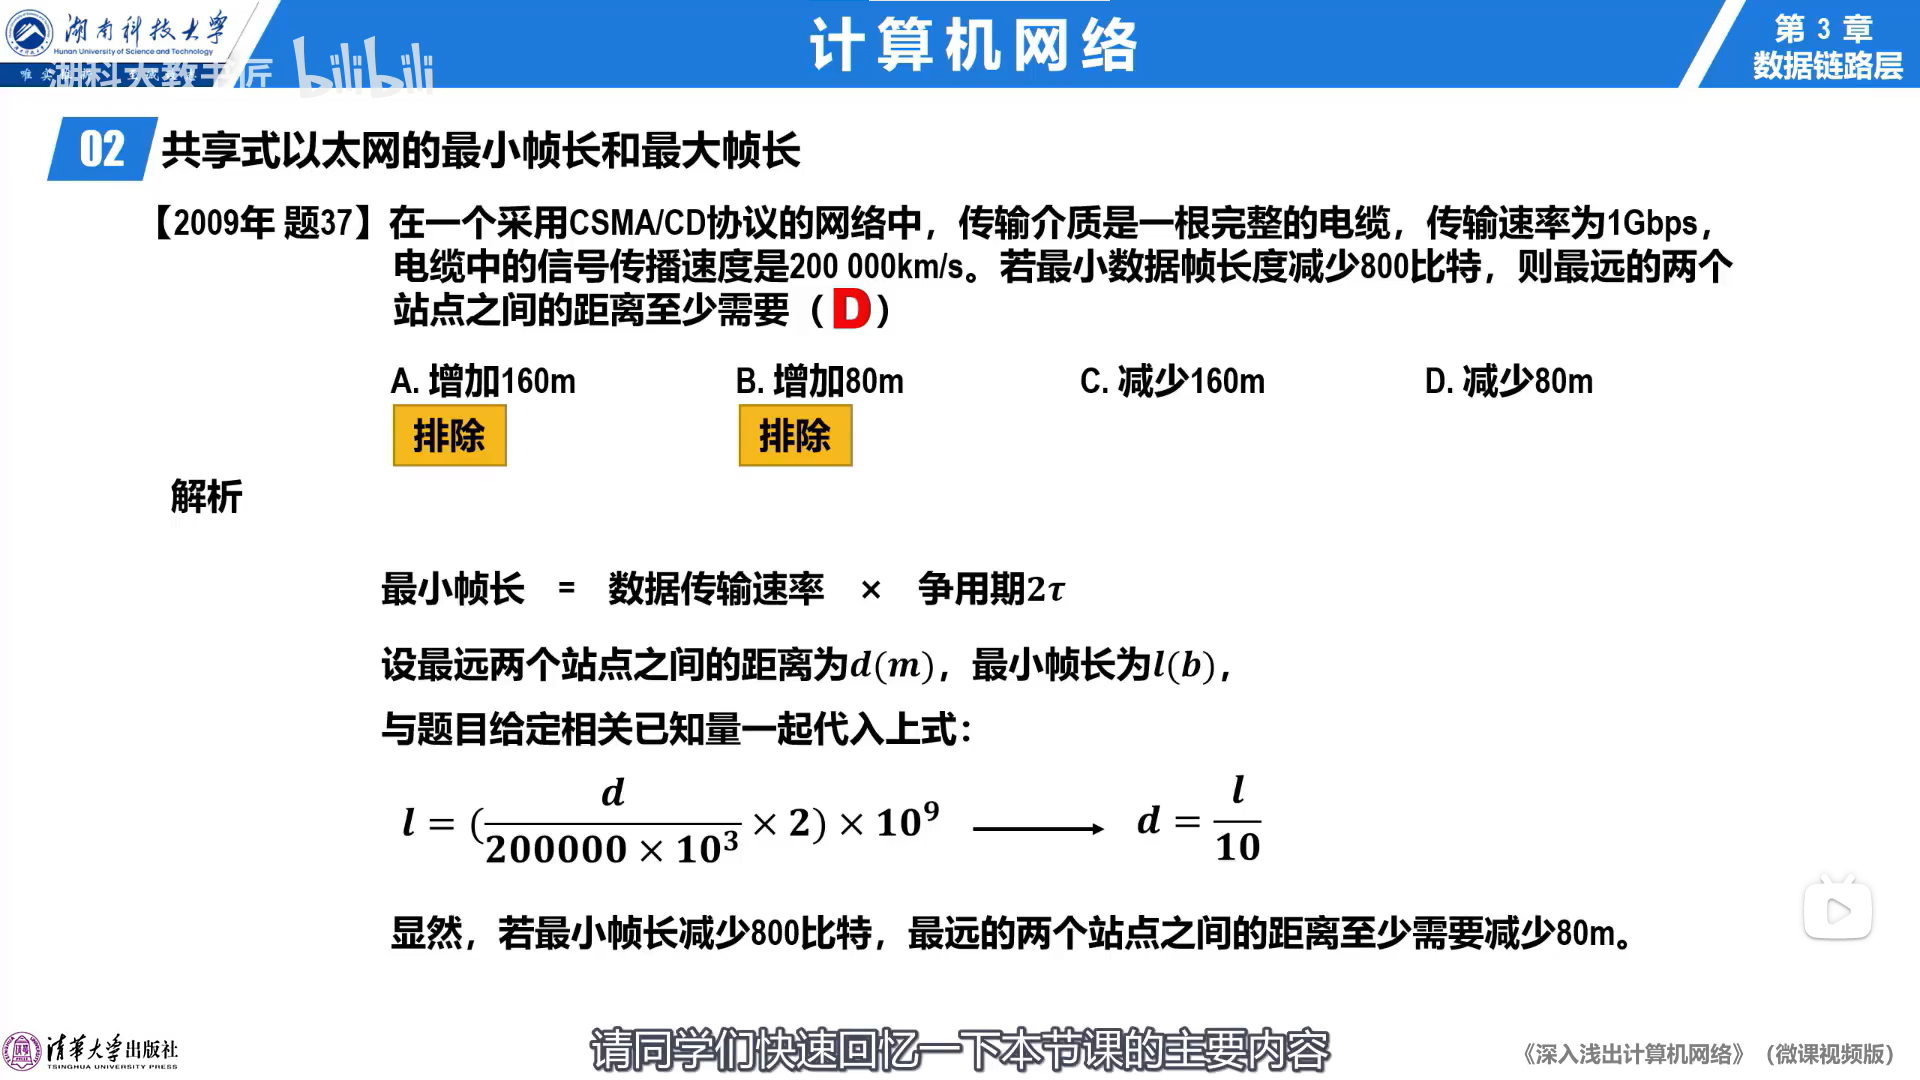 湖南科技大学
Hunan University of Science and Technology
湖科大教书匠 bilibili
计算机网络
第 3 章
数据链路层
02 共享式以太网的最小帧长和最大帧长
【2009年 题37】在一个采用CSMA/CD协议的网络中，传输介质是一根完整的电缆，传输速率为1Gbps，
电缆中的信号传播速度是200 000km/s。若最小数据帧长度减少800比特，则最远的两个
站点之间的距离至少需要（D）
A. 增加160m B. 增加80m C. 减少160m D. 减少80m
排除 排除
解析
最小帧长 = 数据传输速率 × 争用期2τ
设最远两个站点之间的距离为d(m)，最小帧长为l(b)，
与题目给定相关已知量一起代入上式：
l = (d/(200000 × 10³) × 2) × 10⁹ → d = l/10
显然，若最小帧长减少800比特，最远的两个站点之间的距离至少需要减少80m。
请同学们快速回忆一下本节课的主要内容
清华大学出版社
TSINGHUA UNIVERSITY PRESS
《深入浅出计算机网络》（微课视频版）